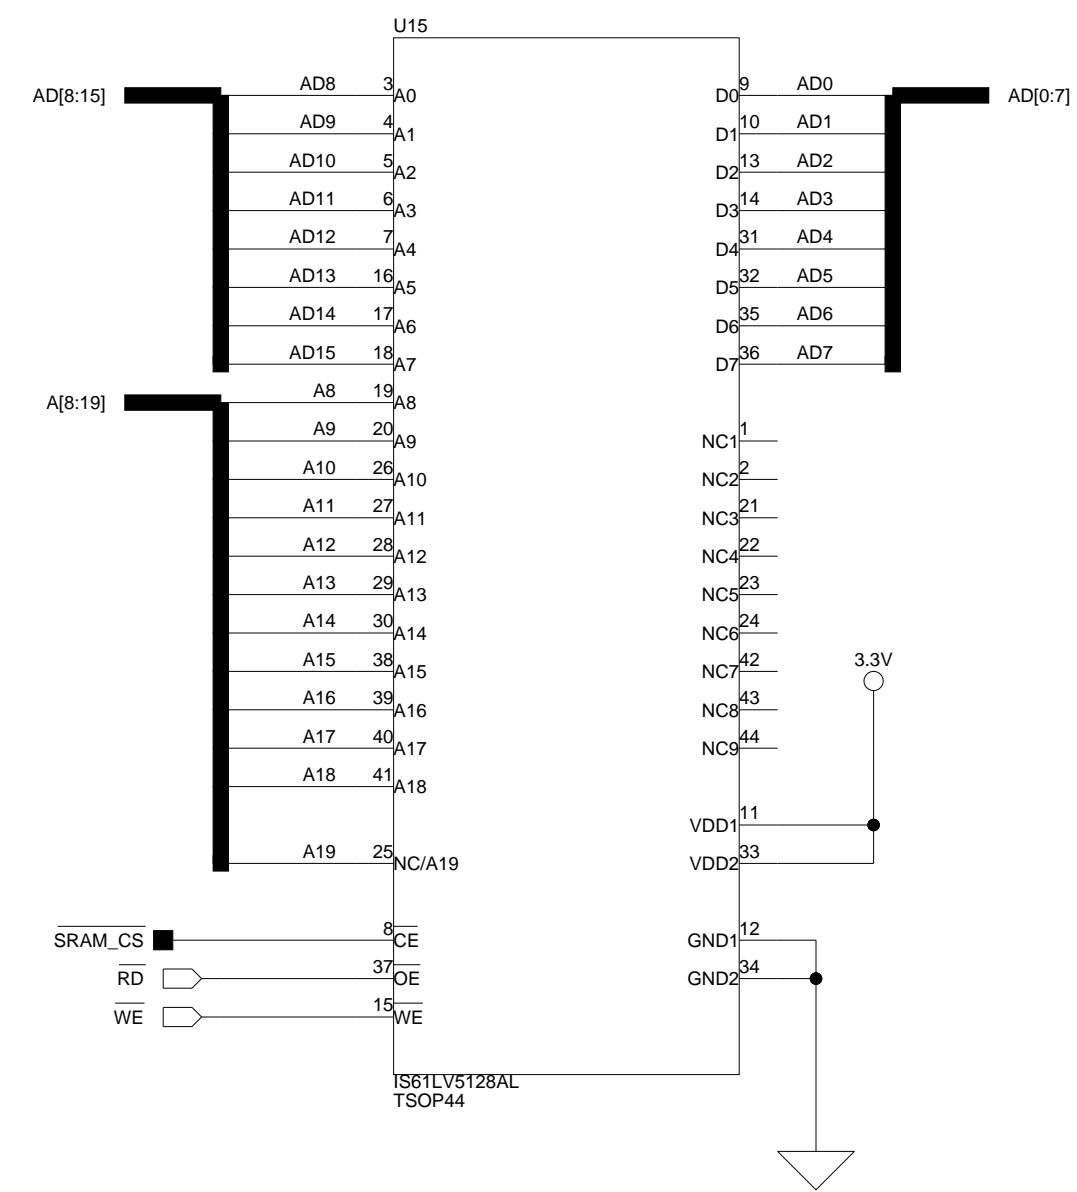 U15
AD[8:15] AD8 3 A0 D0 9 AD0 AD[0:7]
AD9 4 A1 D1 10 AD1
AD10 5 A2 D2 13 AD2
AD11 6 A3 D3 14 AD3
AD12 7 A4 D4 31 AD4
AD13 16 A5 D5 32 AD5
AD14 17 A6 D6 35 AD6
AD15 18 A7 D7 36 AD7
A[8:19] A8 19 A8
A9 20 A9 NC1 1
A10 26 A10 NC2 2
A11 27 A11 NC3 21
A12 28 A12 NC4 22
A13 29 A13 NC5 23
A14 30 A14 NC6 24
A15 38 A15 NC7 42 3.3V
A16 39 A16 NC8 43
A17 40 A17 NC9 44
A18 41 A18
VDD1 11
A19 25 NC/A19 VDD2 33
SRAM_CS 8 CE GND1 12
RD 37 OE GND2 34
WE 15 WE
IS61LV5128AL
TSOP44